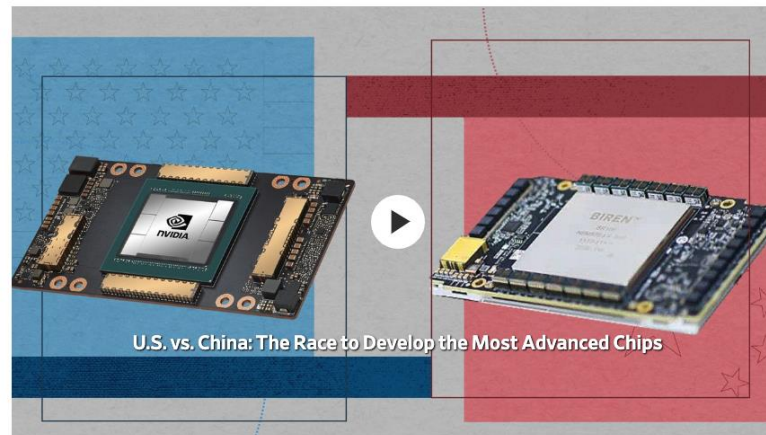 NVIDIA
BIREN
U.S. vs. China: The Race to Develop the Most Advanced Chips